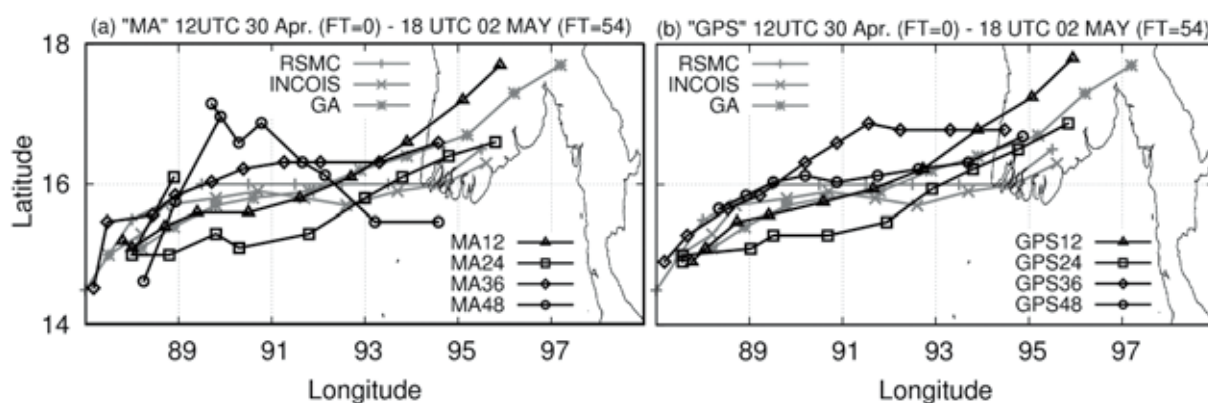 (a) "MA" 12UTC 30 Apr. (FT=0) - 18 UTC 02 MAY (FT=54)
(b) "GPS" 12UTC 30 Apr. (FT=0) - 18 UTC 02 MAY (FT=54)
18
RSMC
INCOIS
GA
RSMC
INCOIS
GA
Latitude
16
MA12
MA24
MA36
MA48
GPS12
GPS24
GPS36
GPS48
14
89 91 93 95 97
89 91 93 95 97
Longitude
Longitude